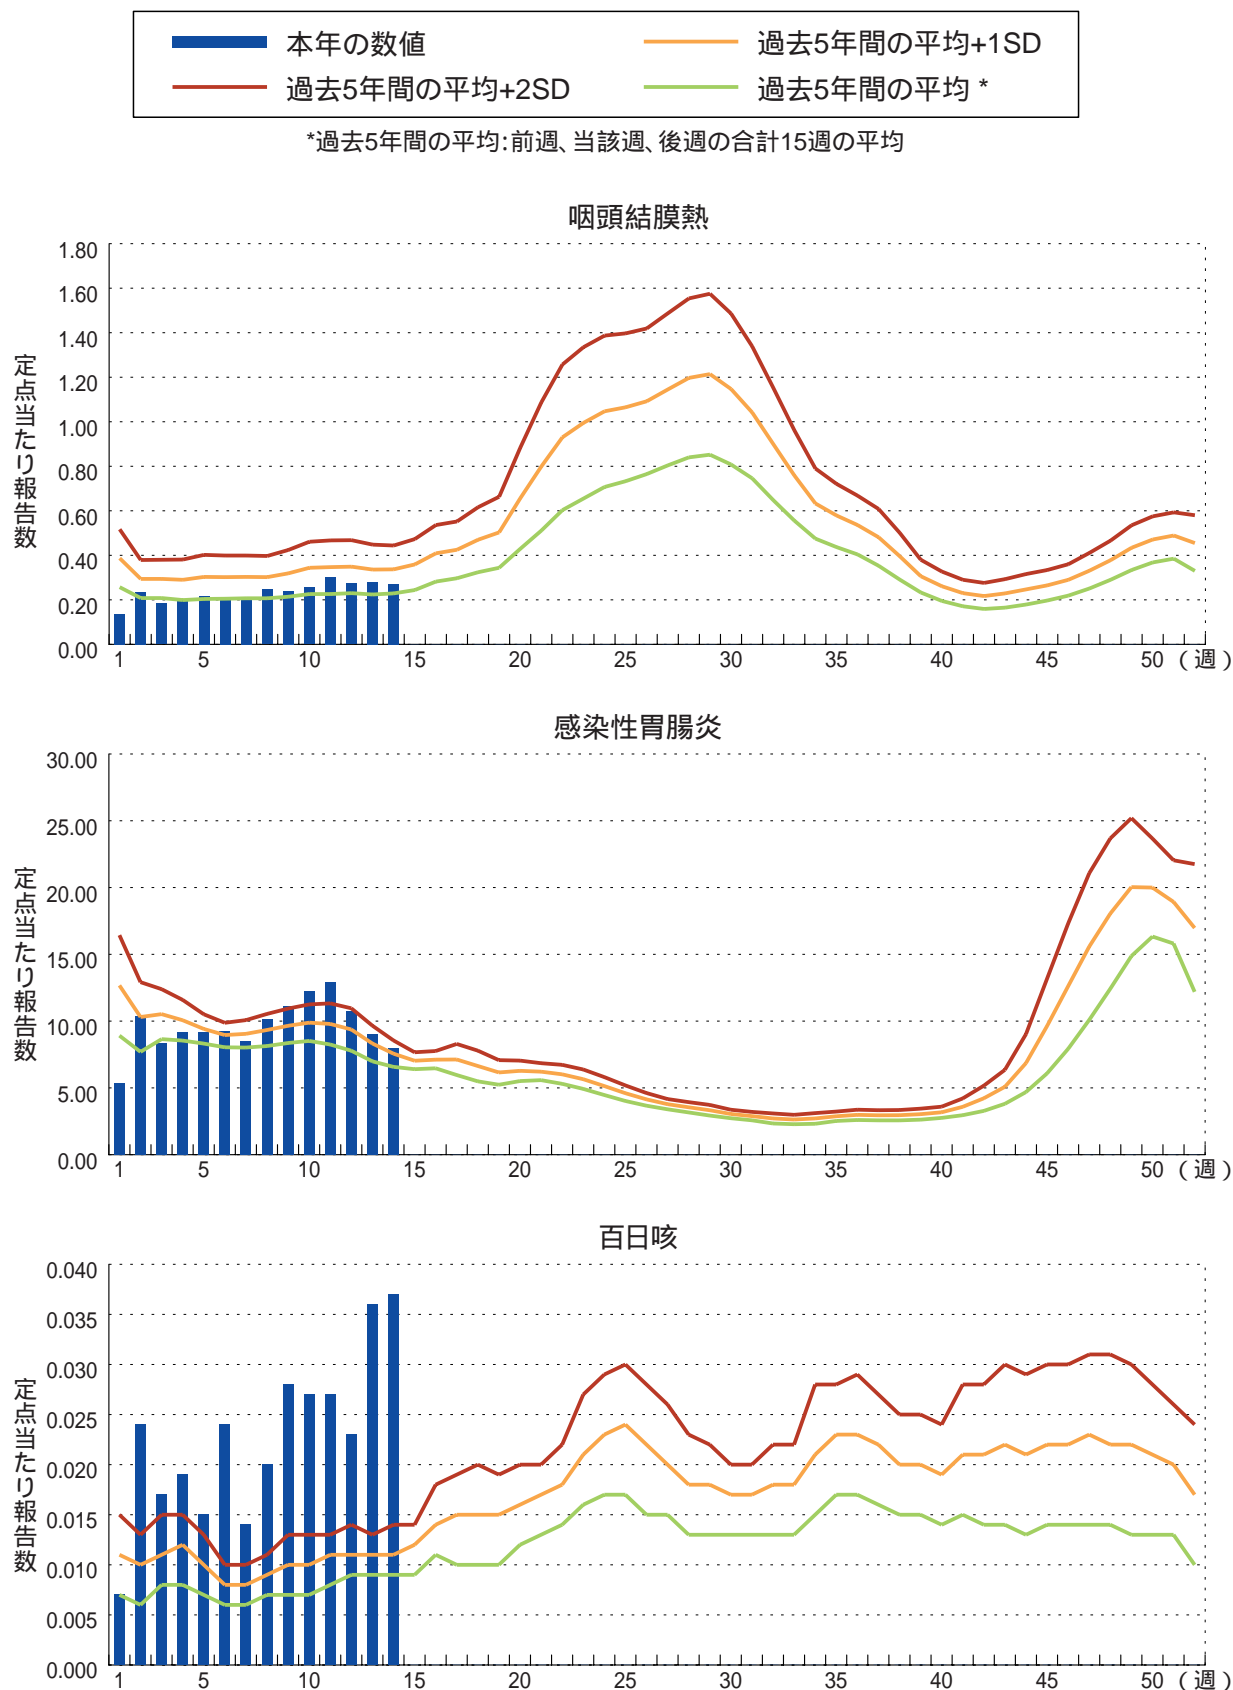 本年の数値 過去5年間の平均+1SD
過去5年間の平均+2SD 過去5年間の平均 *
*過去5年間の平均：前週、当該週、後週の合計15週の平均
咽頭結膜熱
定点当たり報告数
1.80
1.60
1.40
1.20
1.00
0.80
0.60
0.40
0.20
0.00
1 5 10 15 20 25 30 35 40 45 50 （週）
感染性胃腸炎
定点当たり報告数
30.00
25.00
20.00
15.00
10.00
5.00
0.00
1 5 10 15 20 25 30 35 40 45 50 （週）
百日咳
定点当たり報告数
0.040
0.035
0.030
0.025
0.020
0.015
0.010
0.005
0.000
1 5 10 15 20 25 30 35 40 45 50 （週）